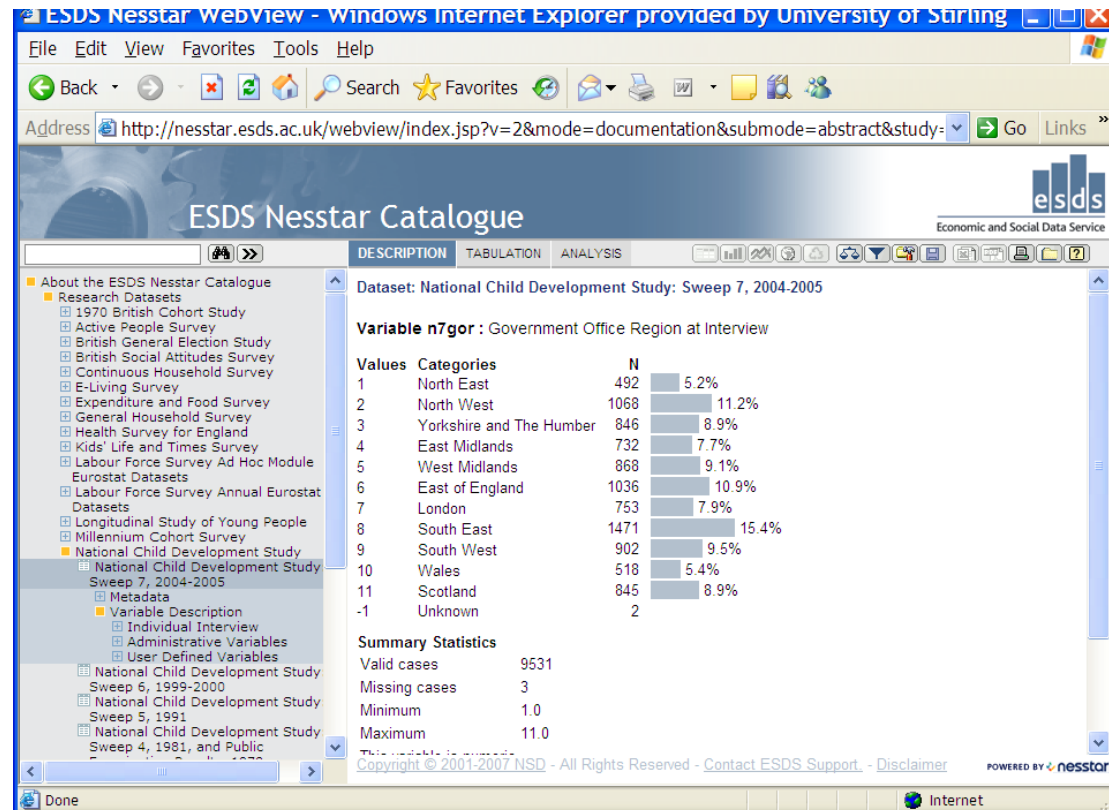 ESDS Nesstar WebView - Windows Internet Explorer provided by University of Stirling
File Edit View Favorites Tools Help
Back Search Favorites
Address http://nesstar.esds.ac.uk/webview/index.jsp?v=2&mode=documentation&submode=abstract&study= Go Links »
ESDS Nesstar Catalogue
esds
Economic and Social Data Service
DESCRIPTION TABULATION ANALYSIS
About the ESDS Nesstar Catalogue
Research Datasets
1970 British Cohort Study
Active People Survey
British General Election Study
British Social Attitudes Survey
Continuous Household Survey
E-Living Survey
Expenditure and Food Survey
General Household Survey
Health Survey for England
Kids' Life and Times Survey
Labour Force Survey Ad Hoc Module
Eurostat Datasets
Labour Force Survey Annual Eurostat
Datasets
Longitudinal Study of Young People
Millennium Cohort Survey
National Child Development Study
National Child Development Study
Sweep 7, 2004-2005
Metadata
Variable Description
Individual Interview
Administrative Variables
User Defined Variables
National Child Development Study
Sweep 6, 1999-2000
National Child Development Study
Sweep 5, 1991
National Child Development Study
Sweep 4, 1981, and Public
Dataset: National Child Development Study: Sweep 7, 2004-2005
Variable n7gor : Government Office Region at Interview
Values Categories N
1 North East 492 5.2%
2 North West 1068 11.2%
3 Yorkshire and The Humber 846 8.9%
4 East Midlands 732 7.7%
5 West Midlands 868 9.1%
6 East of England 1036 10.9%
7 London 753 7.9%
8 South East 1471 15.4%
9 South West 902 9.5%
10 Wales 518 5.4%
11 Scotland 845 8.9%
-1 Unknown 2
Summary Statistics
Valid cases 9531
Missing cases 3
Minimum 1.0
Maximum 11.0
This variable is numeric
Copyright © 2001-2007 NSD - All Rights Reserved - Contact ESDS Support. - Disclaimer POWERED BY nesstar
Done Internet